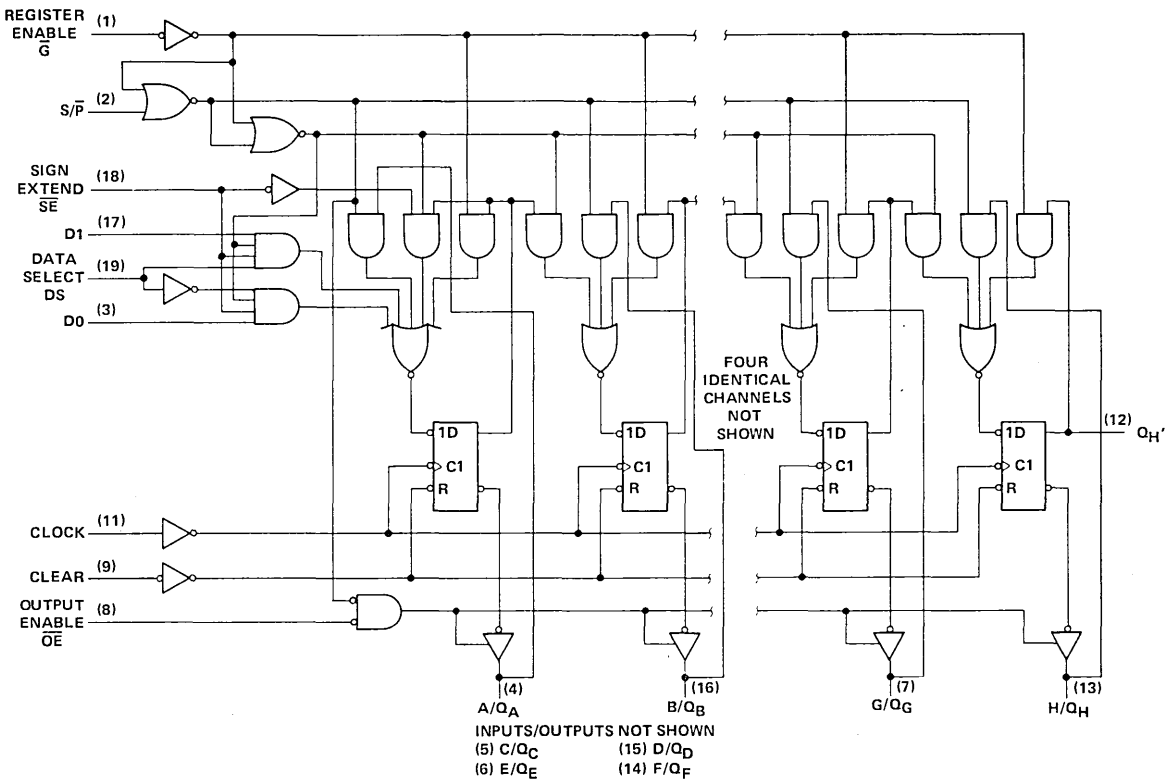 REGISTER
ENABLE
G
(1)
S/P
(2)
SIGN
EXTEND
SE
(18)
D1
(17)
DATA
SELECT
DS
(19)
D0
(3)
FOUR
IDENTICAL
CHANNELS
NOT
SHOWN
1D
C1
R
1D
C1
R
1D
C1
R
1D
C1
R
(12)
QH'
CLOCK
(11)
CLEAR
(9)
OUTPUT
ENABLE
OE
(8)
(4)
A/QA
(16)
B/QB
(7)
G/QG
(13)
H/QH
INPUTS/OUTPUTS NOT SHOWN
(5) C/QC (15) D/QD
(6) E/QE (14) F/QF